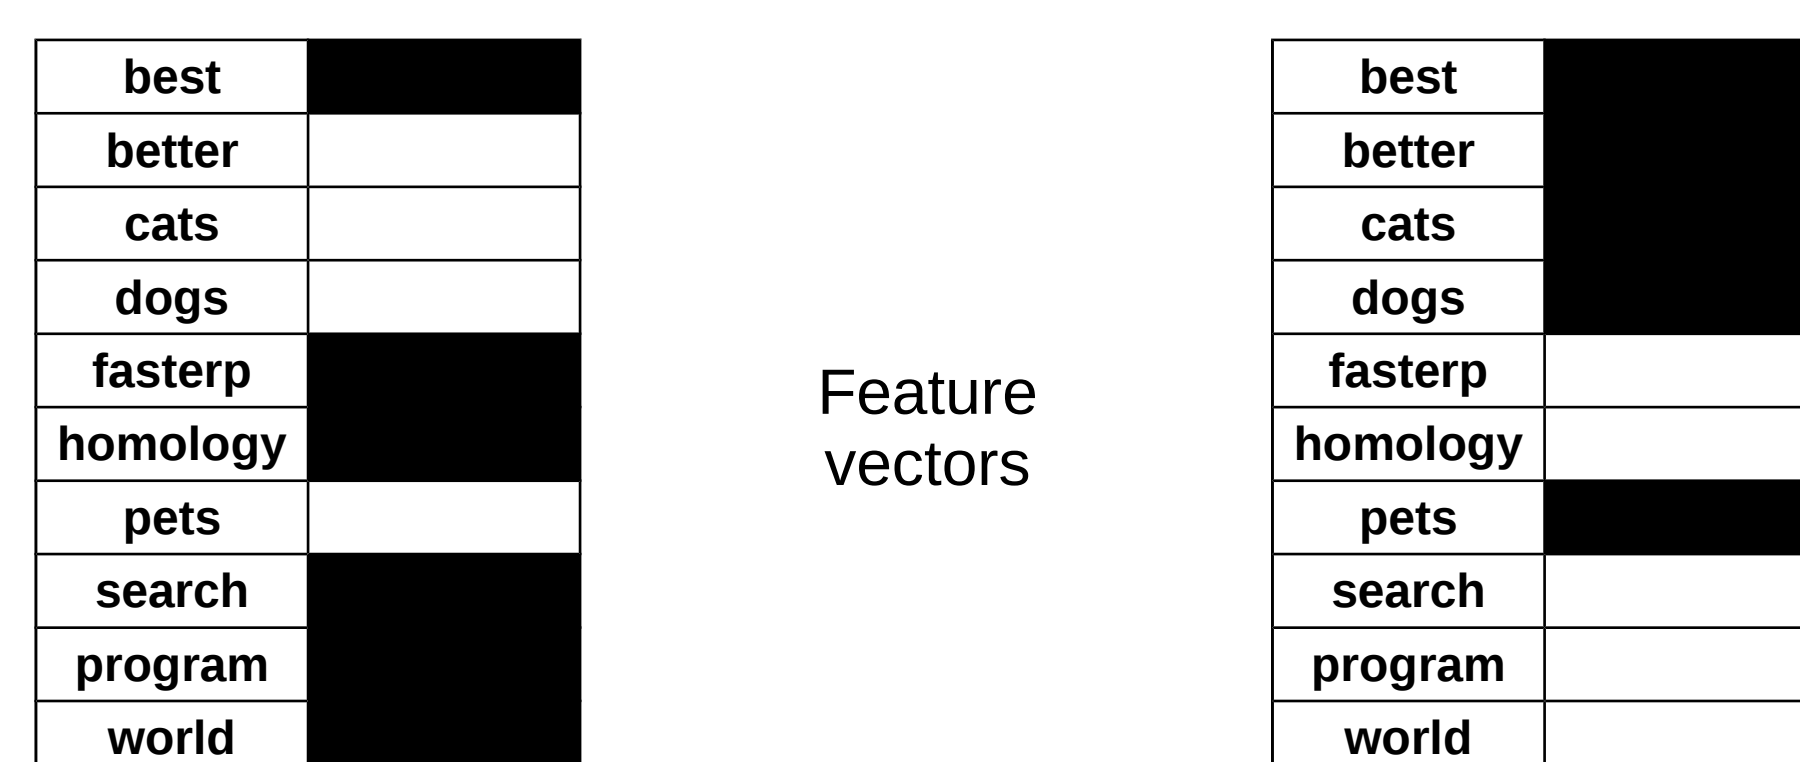 best
better
cats
dogs
fasterp
homology
pets
search
program
world
Feature
vectors
best
better
cats
dogs
fasterp
homology
pets
search
program
world